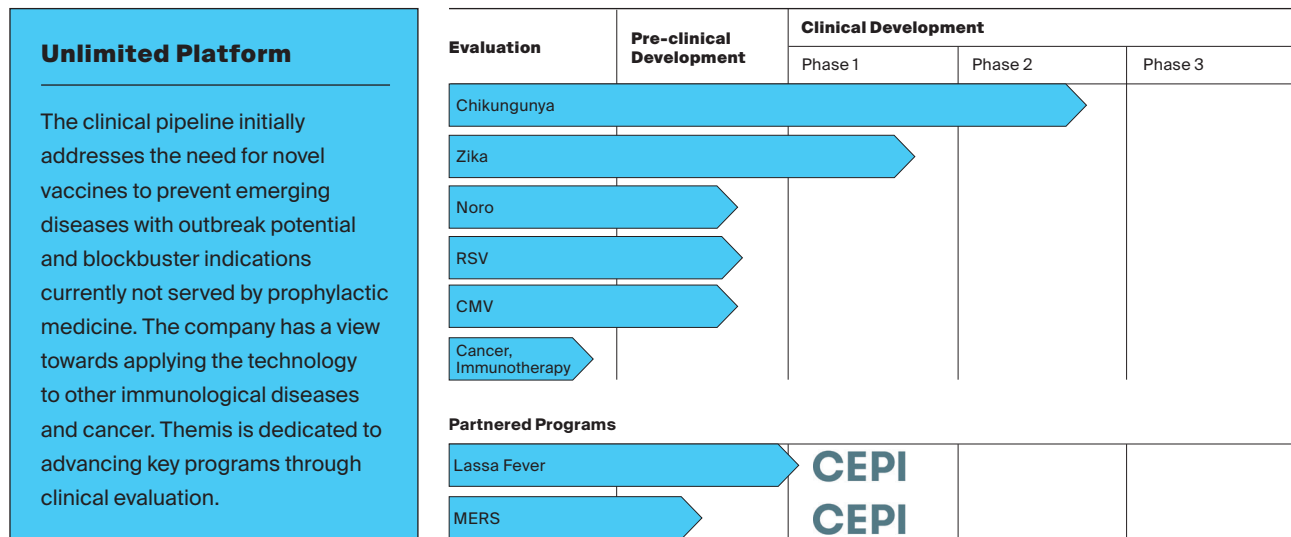 Unlimited Platform
The clinical pipeline initially
addresses the need for novel
vaccines to prevent emerging
diseases with outbreak potential
and blockbuster indications
currently not served by prophylactic
medicine. The company has a view
towards applying the technology
to other immunological diseases
and cancer. Themis is dedicated to
advancing key programs through
clinical evaluation.
Evaluation
Pre-clinical
Development
Clinical Development
Phase 1
Phase 2
Phase 3
Chikungunya
Zika
Noro
RSV
CMV
Cancer,
Immunotherapy
Partnered Programs
Lassa Fever
CEPI
MERS
CEPI